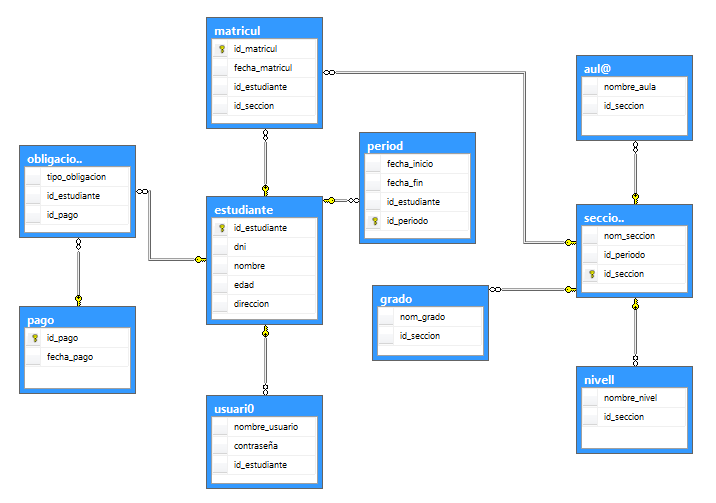 matricul
id_matricul
fecha_matricul
id_estudiante
id_seccion
aul@
nombre_aula
id_seccion
obligacio..
tipo_obligacion
id_estudiante
id_pago
period
fecha_inicio
fecha_fin
id_estudiante
id_periodo
estudiante
id_estudiante
dni
nombre
edad
direccion
seccio..
nom_seccion
id_periodo
id_seccion
grado
nom_grado
id_seccion
pago
id_pago
fecha_pago
usuari0
nombre_usuario
contraseña
id_estudiante
nivell
nombre_nivel
id_seccion